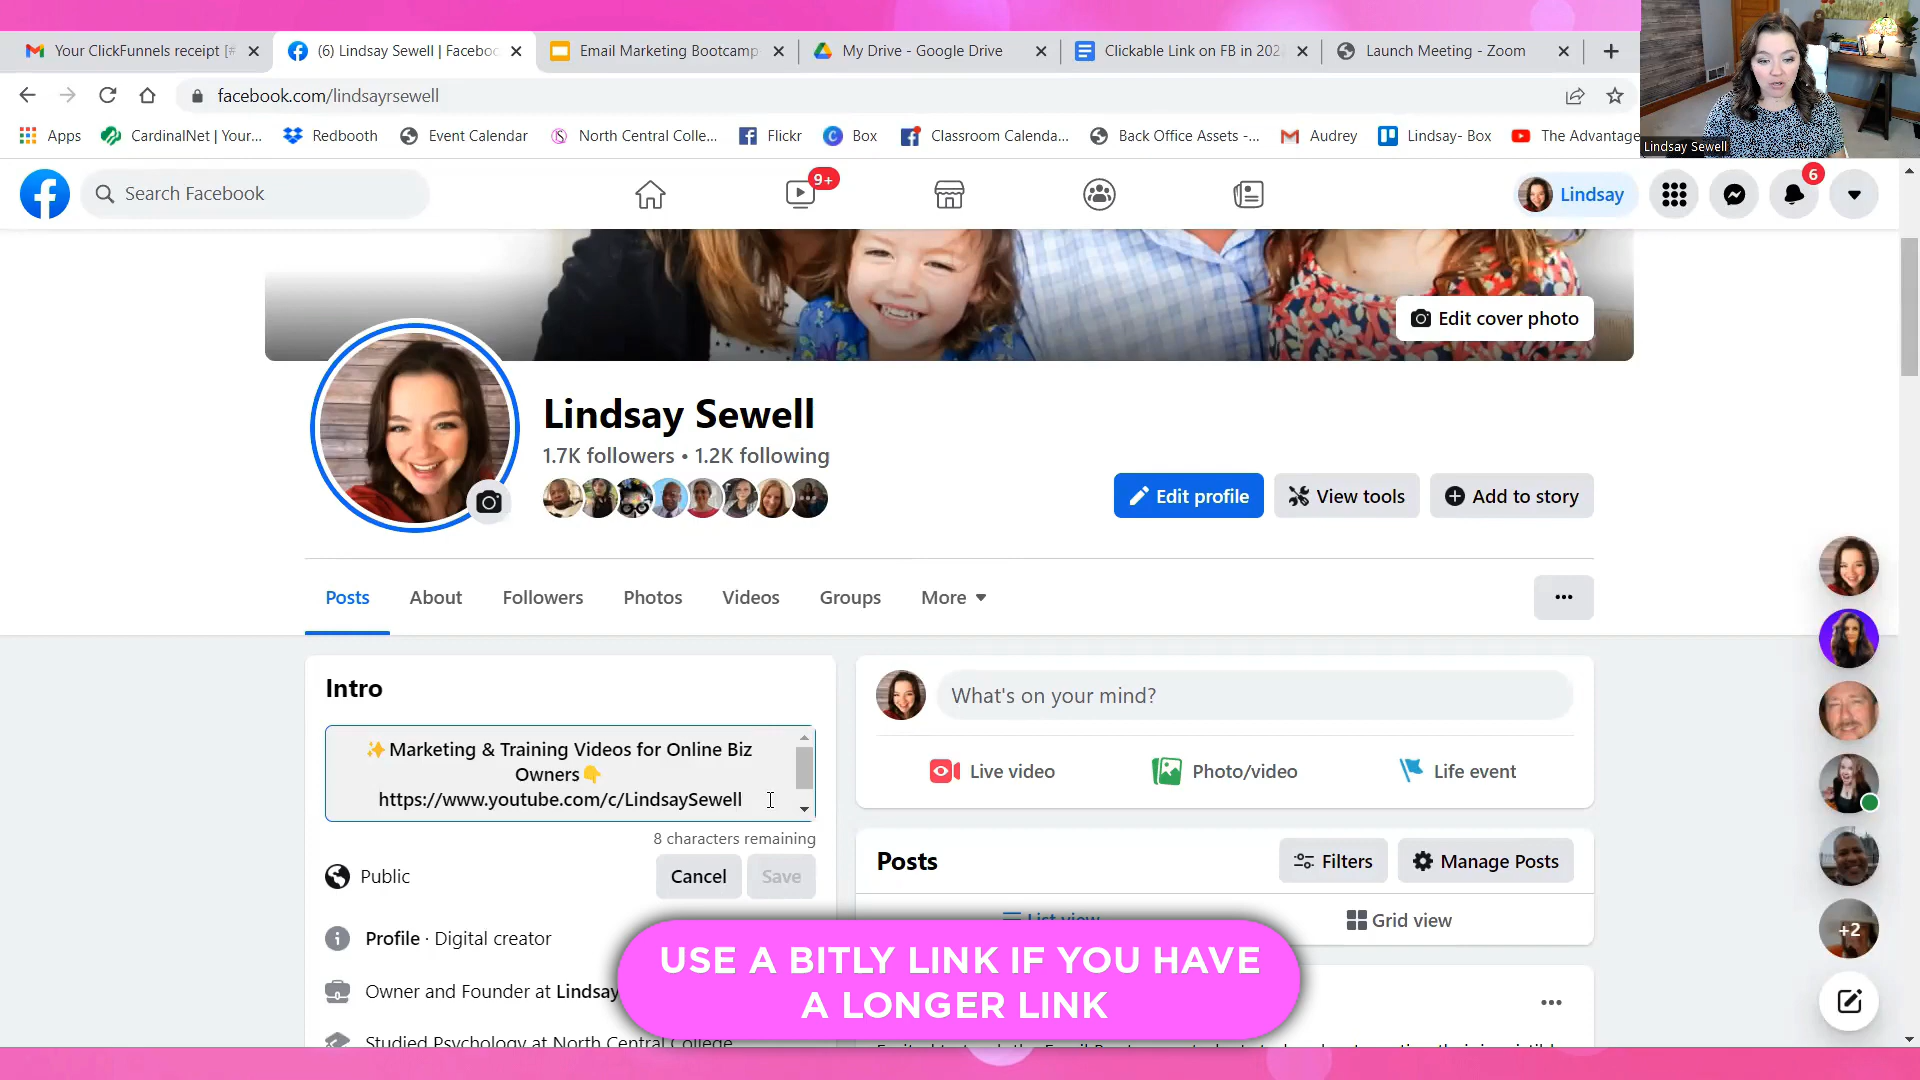 Your ClickFunnels receipt [#
(6) Lindsay Sewell | Faceboo
Email Marketing Bootcamp
My Drive - Google Drive
Clickable Link on FB in 202
Launch Meeting - Zoom
facebook.com/lindsayrsewell
Apps
CardinalNet | Your...
Redbooth
Event Calendar
North Central Colle...
Flickr
Box
Classroom Calenda...
Back Office Assets -...
Audrey
Lindsay- Box
The Advantage
Lindsay Sewell
Search Facebook
9+
Lindsay
6
Edit cover photo
Lindsay Sewell
1.7K followers • 1.2K following
Edit profile
View tools
Add to story
Posts
About
Followers
Photos
Videos
Groups
More
Intro
✨Marketing & Training Videos for Online Biz
Owners👇
https://www.youtube.com/c/LindsaySewell
8 characters remaining
Public
Cancel
Save
Profile · Digital creator
Owner and Founder at Lindsay
Studied Psychology at North Central College
What's on your mind?
Live video
Photo/video
Life event
Posts
Filters
Manage Posts
List view
Grid view
+2
USE A BITLY LINK IF YOU HAVE
A LONGER LINK